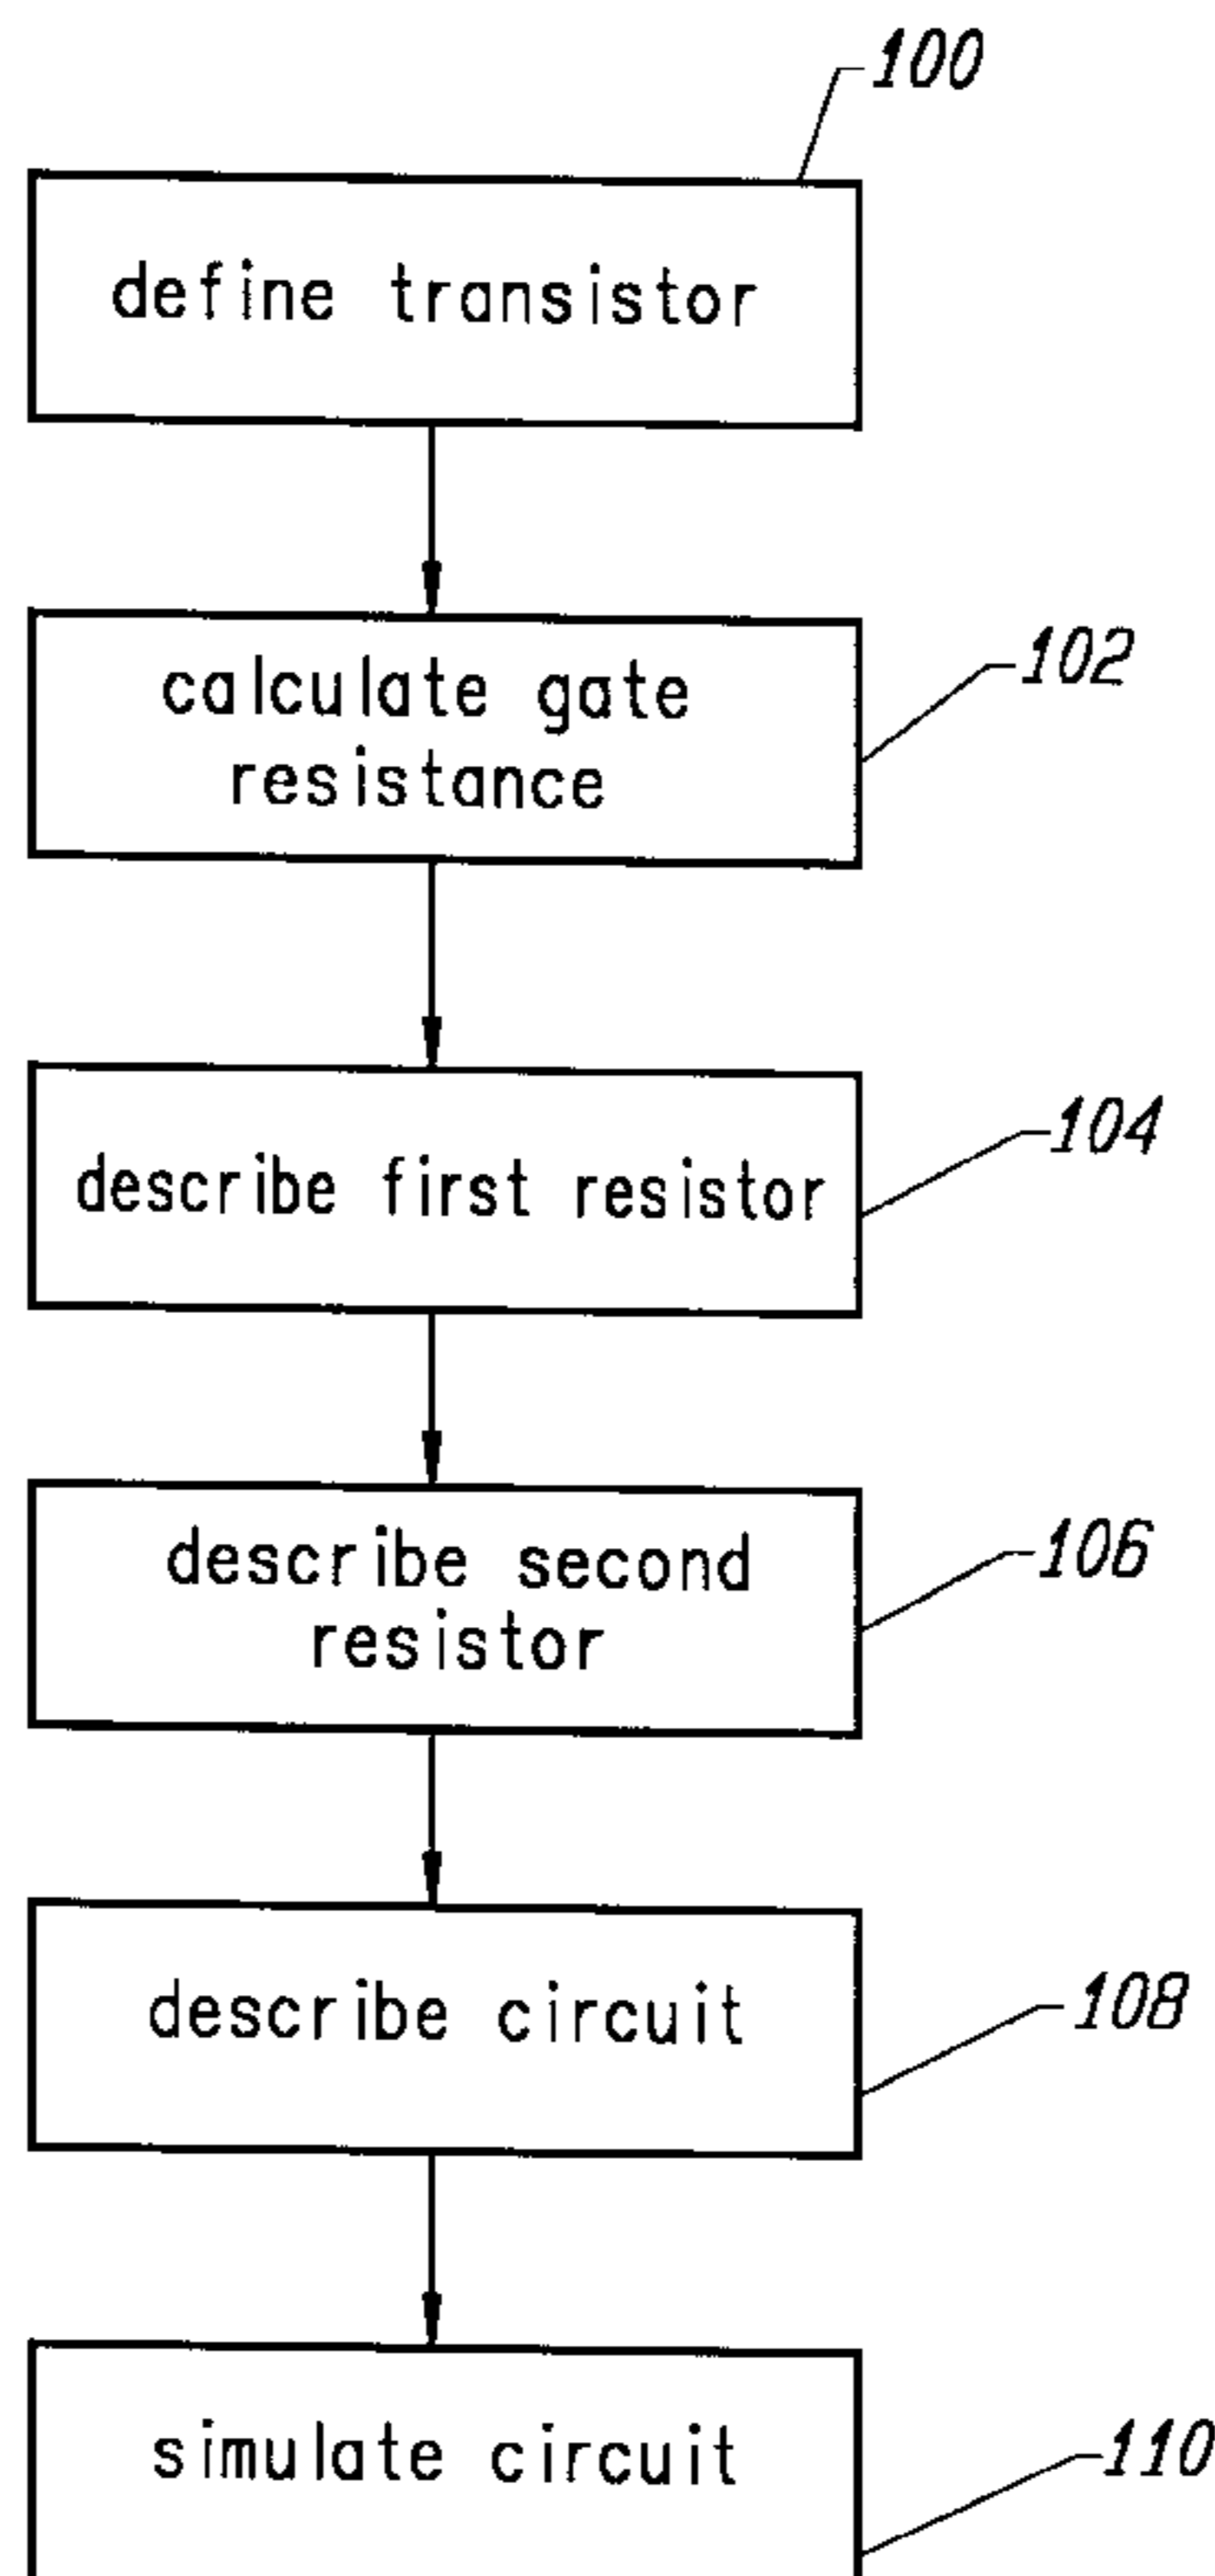 100
define transistor
calculate gate
resistance
102
describe first resistor
104
describe second
resistor
106
describe circuit
108
simulate circuit
110